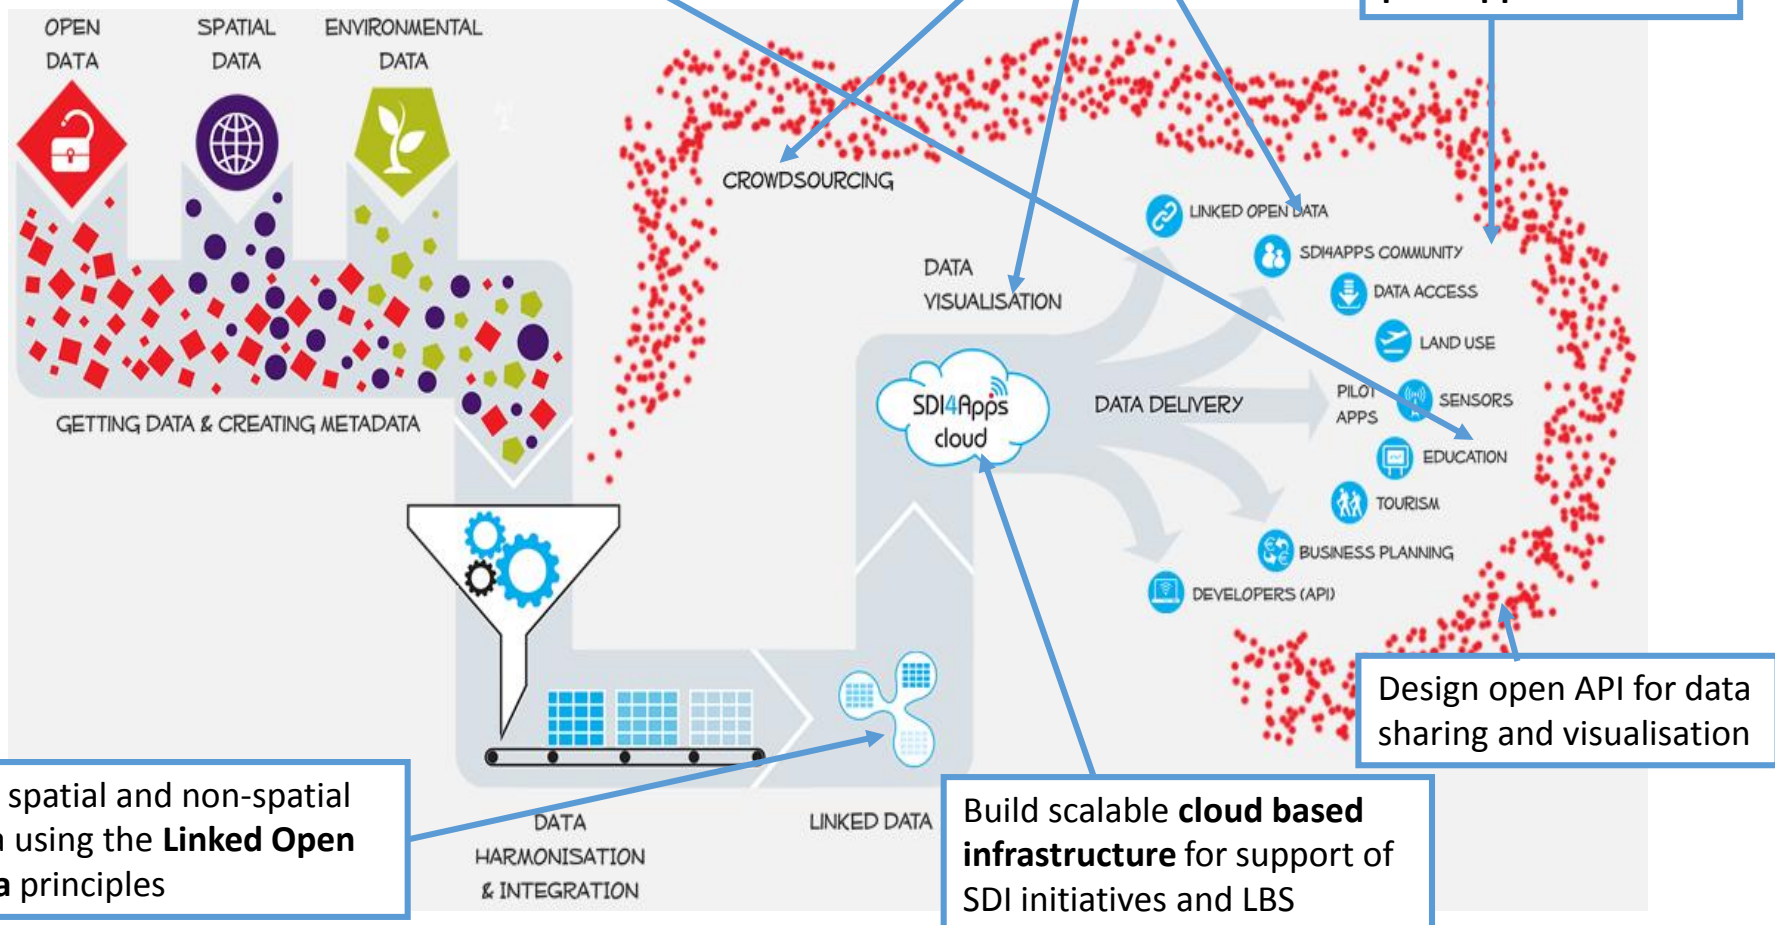 OPEN
DATA
SPATIAL
DATA
ENVIRONMENTAL
DATA
CROWDSOURCING
LINKED OPEN DATA
SDI4APPS COMMUNITY
DATA
VISUALISATION
DATA ACCESS
LAND USE
SDI4Apps
cloud
DATA DELIVERY
PILOT
APPS
SENSORS
GETTING DATA & CREATING METADATA
EDUCATION
TOURISM
BUSINESS PLANNING
DEVELOPERS (API)
Design open API for data
sharing and visualisation
spatial and non-spatial
using the Linked Open
principles
DATA
HARMONISATION
& INTEGRATION
LINKED DATA
Build scalable cloud based
infrastructure for support of
SDI initiatives and LBS